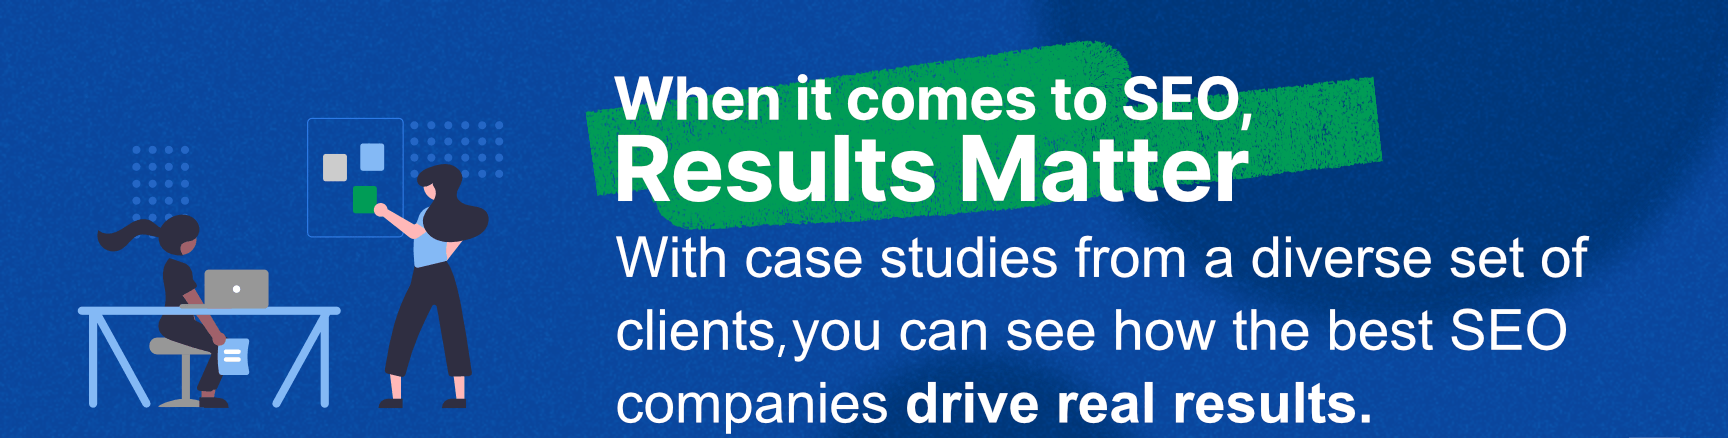 When it comes to SEO,
Results Matter
With case studies from a diverse set of
clients,you can see how the best SEO
companies drive real results.